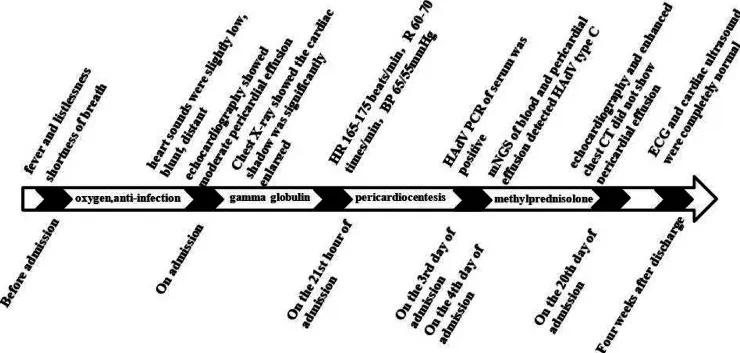 fever and listlessness
shortness of breath
heart sounds were slightly low,
blunt, distant
echocardiography showed
moderate pericardial effusion
Chest X-ray showed the cardiac
shadow was significantly
enlarged
HR 165-175 beats/min, R 60-70
times/min, BP 65/55mmHg
HAdV PCR of serum was
positive
mNGS of blood and pericardial
effusion detected HAdV type C
echocardiography and enhanced
chest CT did not show
pericardial effusion
ECG and cardiac ultrasound
were completely normal
oxygen,anti-infection
gamma globulin
pericardiocentesis
methylprednisolone
Before admission
On admission
On the 21st hour of
admission
On the 3rd day of
admission
On the 4th day of
admission
On the 20th day of
admission
Four weeks after discharge